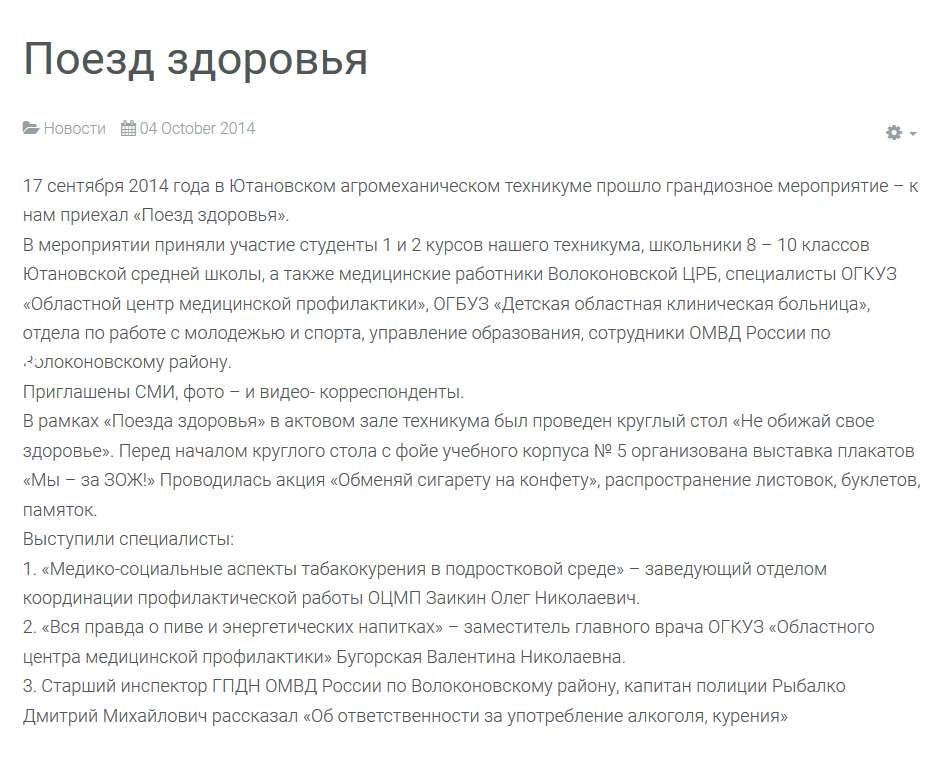 Поезд здоровья
Новости 04 October 2014
17 сентября 2014 года в Ютановском агромеханическом техникуме прошло грандиозное мероприятие – к
нам приехал «Поезд здоровья».
В мероприятии приняли участие студенты 1 и 2 курсов нашего техникума, школьники 8 – 10 классов
Ютановской средней школы, а также медицинские работники Волоконовской ЦРБ, специалисты ОГКУЗ
«Областной центр медицинской профилактики», ОГБУЗ «Детская областная клиническая больница»,
отдела по работе с молодежью и спорта, управление образования, сотрудники ОМВД России по
Волоконовскому району.
Приглашены СМИ, фото – и видео- корреспонденты.
В рамках «Поезда здоровья» в актовом зале техникума был проведен круглый стол «Не обижай свое
здоровье». Перед началом круглого стола с фойе учебного корпуса № 5 организована выставка плакатов
«Мы – за ЗОЖ!» Проводилась акция «Обменяй сигарету на конфету», распространение листовок, буклетов,
памяток.
Выступили специалисты:
1. «Медико-социальные аспекты табакокурения в подростковой среде» – заведующий отделом
координации профилактической работы ОЦМП Заикин Олег Николаевич.
2. «Вся правда о пиве и энергетических напитках» – заместитель главного врача ОГКУЗ «Областного
центра медицинской профилактики» Бугорская Валентина Николаевна.
3. Старший инспектор ГПДН ОМВД России по Волоконовскому району, капитан полиции Рыбалко
Дмитрий Михайлович рассказал «Об ответственности за употребление алкоголя, курения»